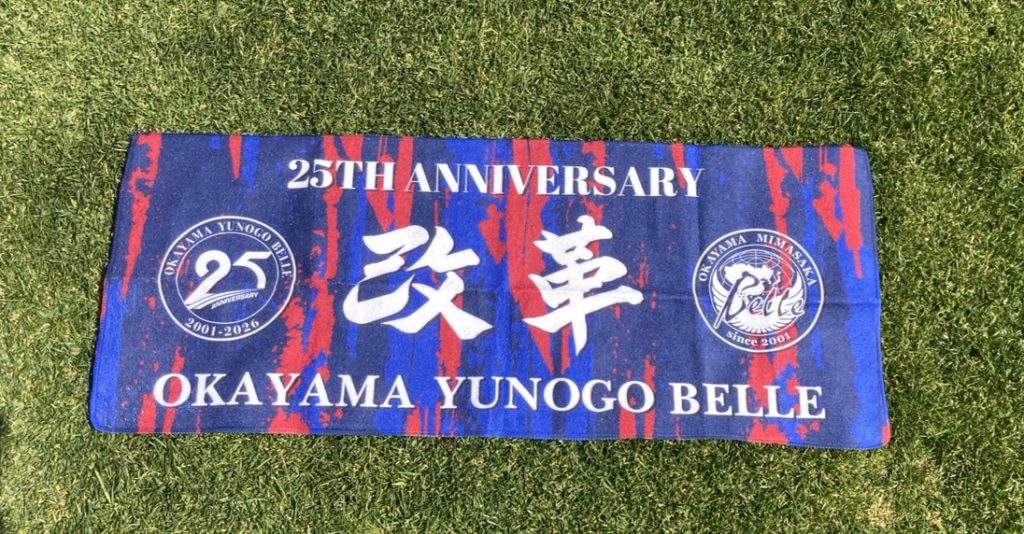 25TH ANNIVERSARY
OKAYAMA YUNOGO BELLE
25
ANNIVERSARY
2001-2026
改革
OKAYAMA MIMASAKA
Belle
since 2001
OKAYAMA YUNOGO BELLE